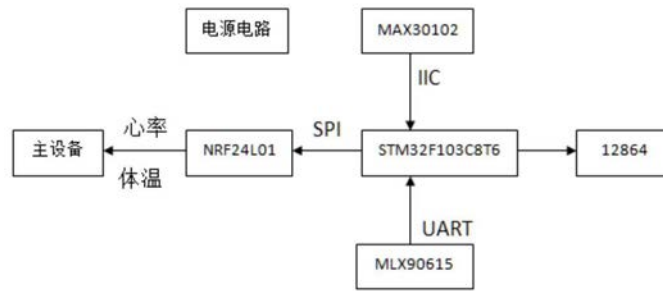 电源电路
MAX30102
IIC
心率
SPI
主设备
NRF24L01
STM32F103C8T6
12864
体温
UART
MLX90615